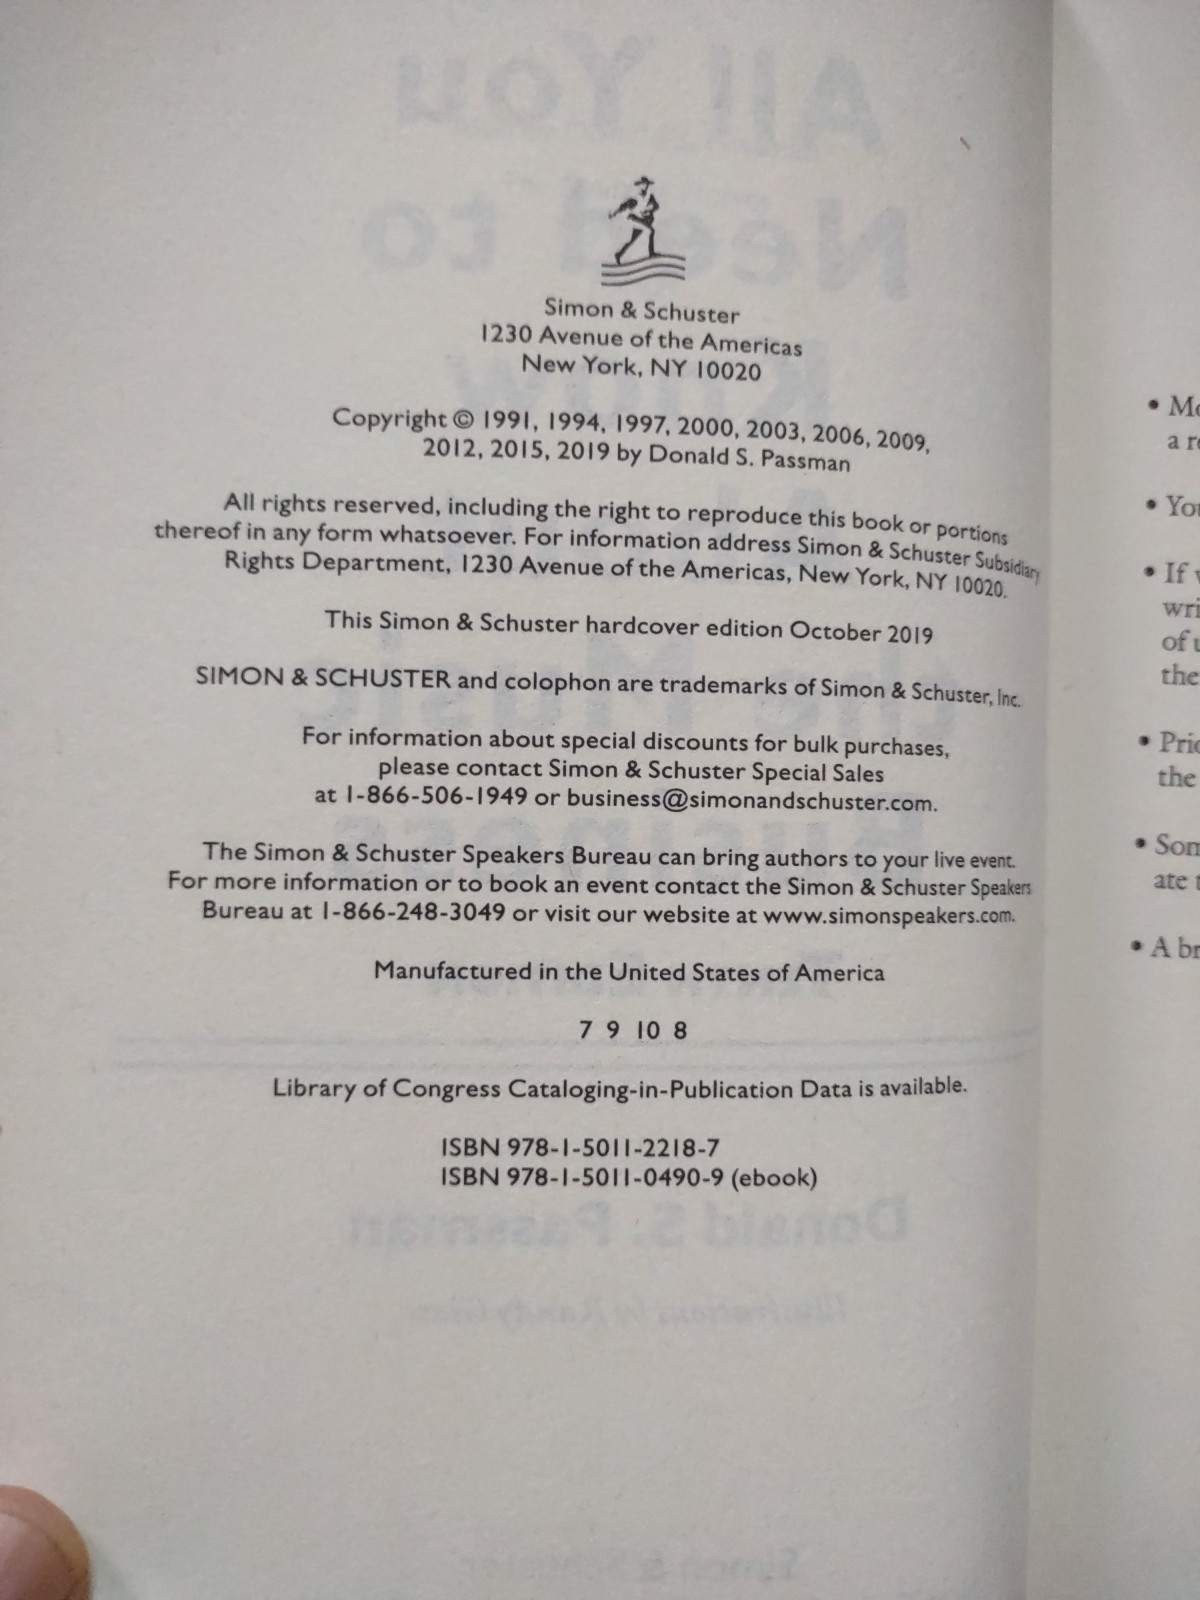 Simon & Schuster
1230 Avenue of the Americas
New York, NY 10020
Copyright © 1991, 1994, 1997, 2000, 2003, 2006, 2009,
2012, 2015, 2019 by Donald S. Passman
All rights reserved, including the right to reproduce this book or portions
thereof in any form whatsoever. For information address Simon & Schuster Subsidiary
Rights Department, 1230 Avenue of the Americas, New York, NY 10020.
This Simon & Schuster hardcover edition October 2019
SIMON & SCHUSTER and colophon are trademarks of Simon & Schuster, Inc.
For information about special discounts for bulk purchases,
please contact Simon & Schuster Special Sales
at 1-866-506-1949 or business@simonandschuster.com.
The Simon & Schuster Speakers Bureau can bring authors to your live event.
For more information or to book an event contact the Simon & Schuster Speakers
Bureau at 1-866-248-3049 or visit our website at www.simonspeakers.com.
Manufactured in the United States of America
7 9 10 8
Library of Congress Cataloging-in-Publication Data is available.
ISBN 978-1-5011-2218-7
ISBN 978-1-5011-0490-9 (ebook)
• 
a
• 
• If
of
the
• 
the
• 
ate
• A